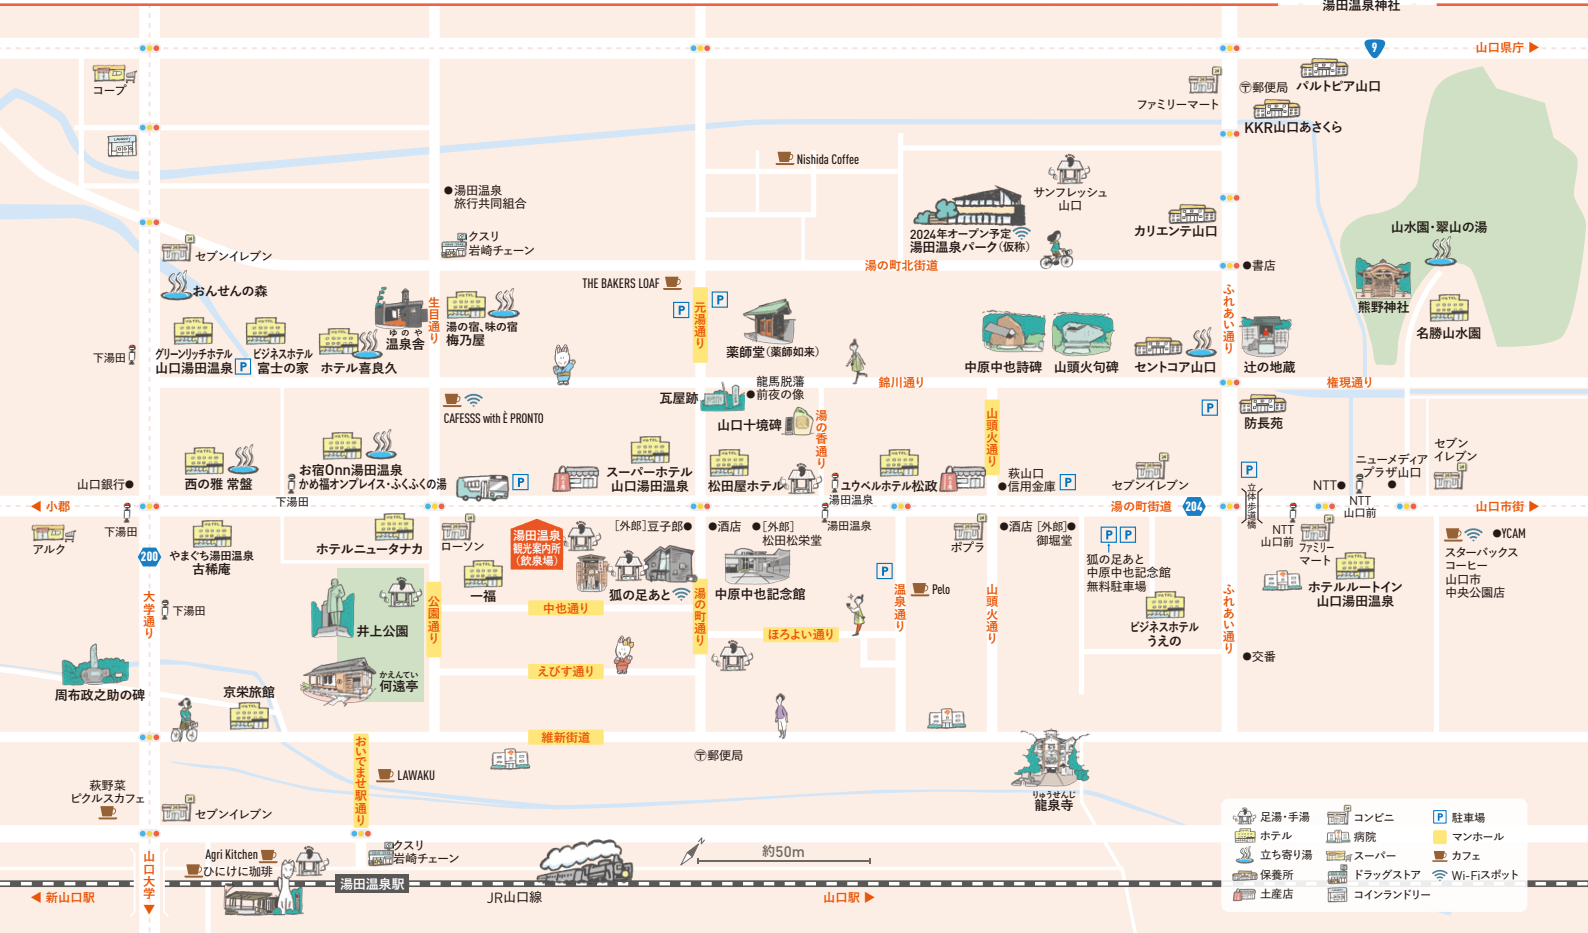 湯田温泉神社
9
山口県庁 ▶
コープ
LAUNDRY
ファミリーマート
〒郵便局
パルトピア山口
KKR山口あさくら
Nishida Coffee
湯田温泉
旅行共同組合
クスリ
岩崎チェーン
サンフレッシュ
山口
2024年オープン予定
湯田温泉パーク(仮称)
カリエンテ山口
山水園・翠山の湯
セブンイレブン
湯の町北街道
書店
おんせんの森
THE BAKERS LOAF
熊野神社
名勝山水園
生目通り
湯の宿、味の宿
梅乃屋
元湯通り
P
P
薬師堂(薬師如来)
ふれあい通り
下湯田
グリーンリッチホテル
山口湯田温泉
P
ビジネスホテル
富士の家
ホテル喜良久
ゆのや
温泉舎
中原中也詩碑
山頭火句碑
セントコア山口
辻の地蔵
錦川通り
権現通り
CAFESSS with È PRONTO
瓦屋跡
龍馬脱藩
前夜の像
山口十境碑
湯の香通り
山頭火通り
P
防長苑
山口銀行
西の雅 常盤
お宿Onn湯田温泉
かめ福オンプレイス・ふくふくの湯
下湯田
P
スーパーホテル
山口湯田温泉
松田屋ホテル
ユウベルホテル松政
湯田温泉
萩山口
信用金庫
P
セブンイレブン
P
立体歩道橋
NTT
ニューメディア
プラザ山口
セブン
イレブン
NTT
山口前
◀ 小郡
湯の町街道
204
山口市街 ▶
アルク
下湯田
200
やまぐち湯田温泉
古稀庵
ホテルニュータナカ
ローソン
湯田温泉
観光案内所
(飲泉場)
[外郎]豆子郎
酒店
[外郎]
松田松栄堂
湯田温泉
ポプラ
酒店
[外郎]
御堀堂
P P
狐の足あと
中原中也記念館
無料駐車場
NTT
山口前
ファミリー
マート
スターバックス
コーヒー
山口市
中央公園店
YCAM
ホテルルートイン
山口湯田温泉
大学通り
下湯田
井上公園
公園通り
一福
狐の足あと
湯の町通り
中原中也記念館
P
温泉通り
Pelo
山頭火通り
ビジネスホテル
うえの
ふれあい通り
中也通り
ほろよい通り
交番
えびす通り
周布政之助の碑
京栄旅館
かえんてい
何遠亭
維新街道
〒郵便局
おいでませ駅通り
LAWAKU
りゅうせんじ
龍泉寺
萩野菜
ピクルスカフェ
セブンイレブン
山口大学 ▼
Agri Kitchen
ひにけに珈琲
クスリ
岩崎チェーン
約50m
湯田温泉駅
◀ 新山口駅
JR山口線
山口駅 ▶
足湯・手湯
ホテル
立ち寄り湯
保養所
土産店
コンビニ
病院
スーパー
ドラッグストア
コインランドリー
P 駐車場
マンホール
カフェ
Wi-Fiスポット